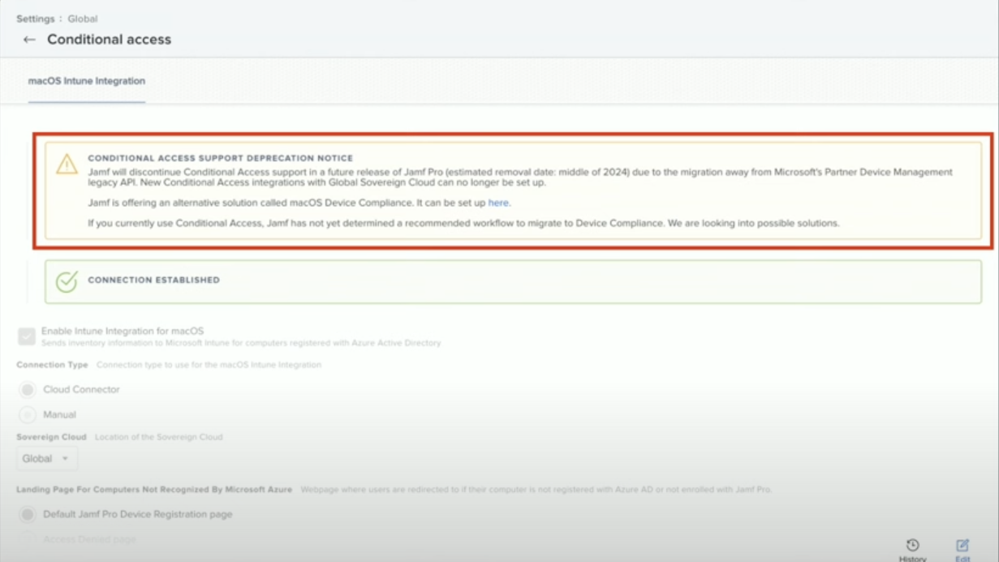 Settings : Global
← Conditional access
macOS Intune Integration
CONDITIONAL ACCESS SUPPORT DEPRECATION NOTICE
Jamf will discontinue Conditional Access support in a future release of Jamf Pro (estimated removal date: middle of 2024) due to the migration away from Microsoft's Partner Device Management
legacy API. New Conditional Access integrations with Global Sovereign Cloud can no longer be set up.
Jamf is offering an alternative solution called macOS Device Compliance. It can be set up here.
If you currently use Conditional Access, Jamf has not yet determined a recommended workflow to migrate to Device Compliance. We are looking into possible solutions.
CONNECTION ESTABLISHED
Enable Intune Integration for macOS
Sends inventory information to Microsoft Intune for computers registered with Azure Active Directory
Connection Type Connection type to use for the macOS Intune Integration
Cloud Connector
Manual
Sovereign Cloud Location of the Sovereign Cloud
Global
Landing Page For Computers Not Recognized By Microsoft Azure Webpage where users are redirected to if their computer is not registered with Azure AD or not enrolled with Jamf Pro.
Default Jamf Pro Device Registration page
Access Denied page
History Edit